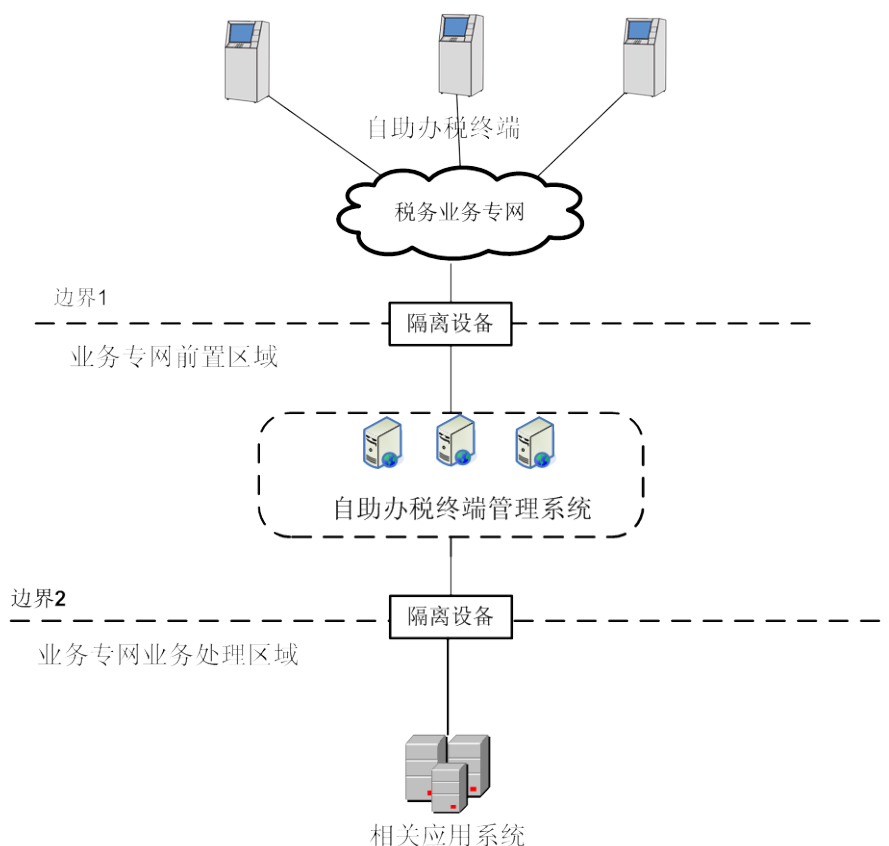 自助办税终端
税务业务专网
边界1
隔离设备
业务专网前置区域
自助办税终端管理系统
边界2
隔离设备
业务专网业务处理区域
相关应用系统